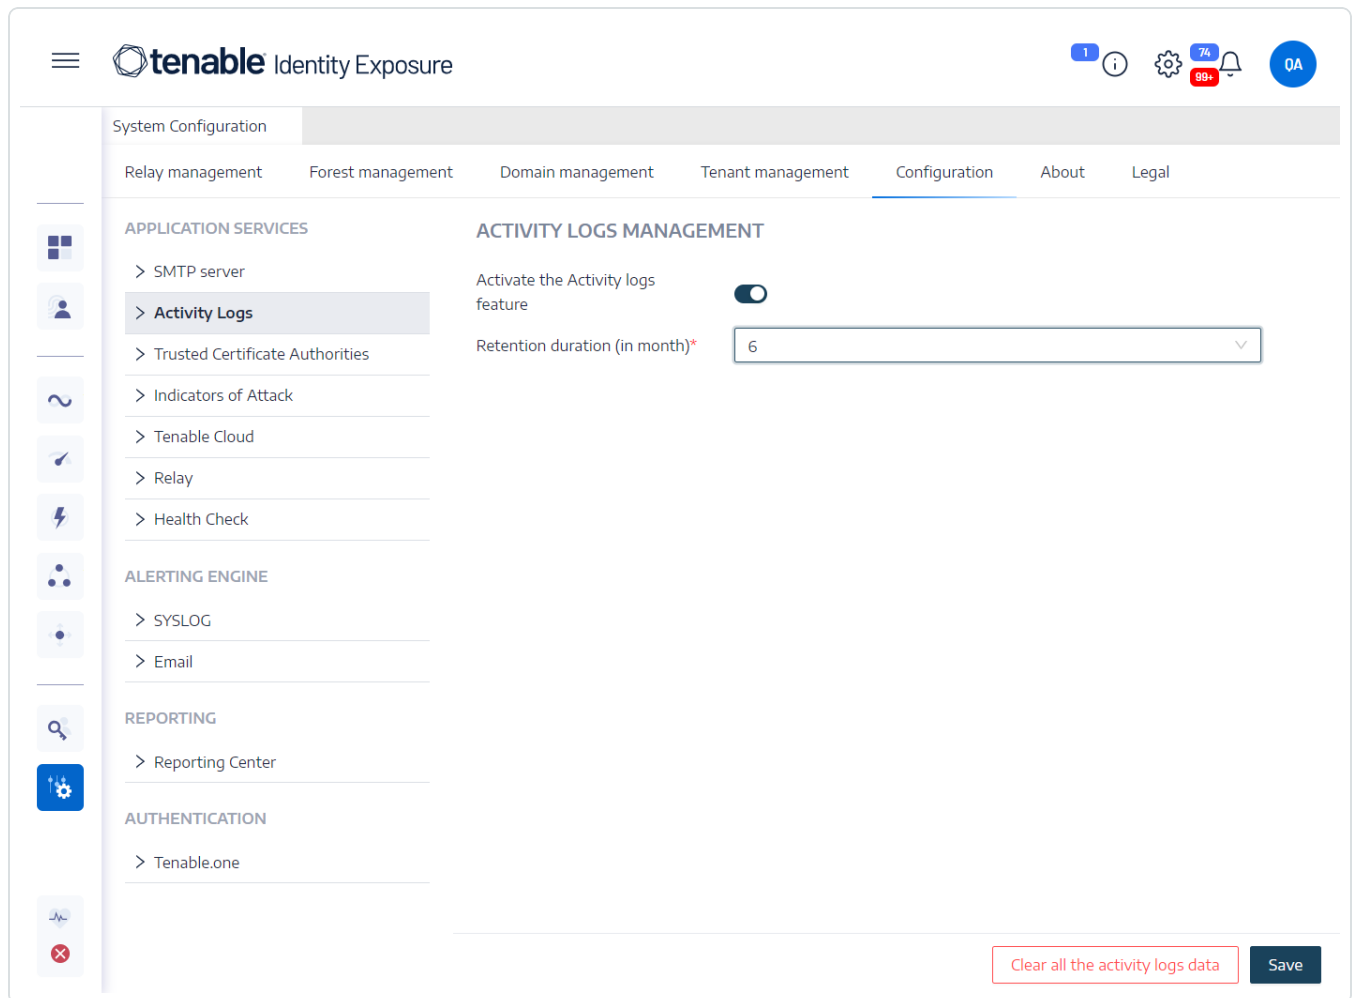 tenable Identity Exposure
1
74
99+
QA
System Configuration
Relay management Forest management Domain management Tenant management Configuration About Legal
APPLICATION SERVICES
SMTP server
Activity Logs
Trusted Certificate Authorities
Indicators of Attack
Tenable Cloud
Relay
Health Check
ALERTING ENGINE
SYSLOG
Email
REPORTING
Reporting Center
AUTHENTICATION
Tenable.one
ACTIVITY LOGS MANAGEMENT
Activate the Activity logs
feature
Retention duration (in month)*
6
Clear all the activity logs data
Save